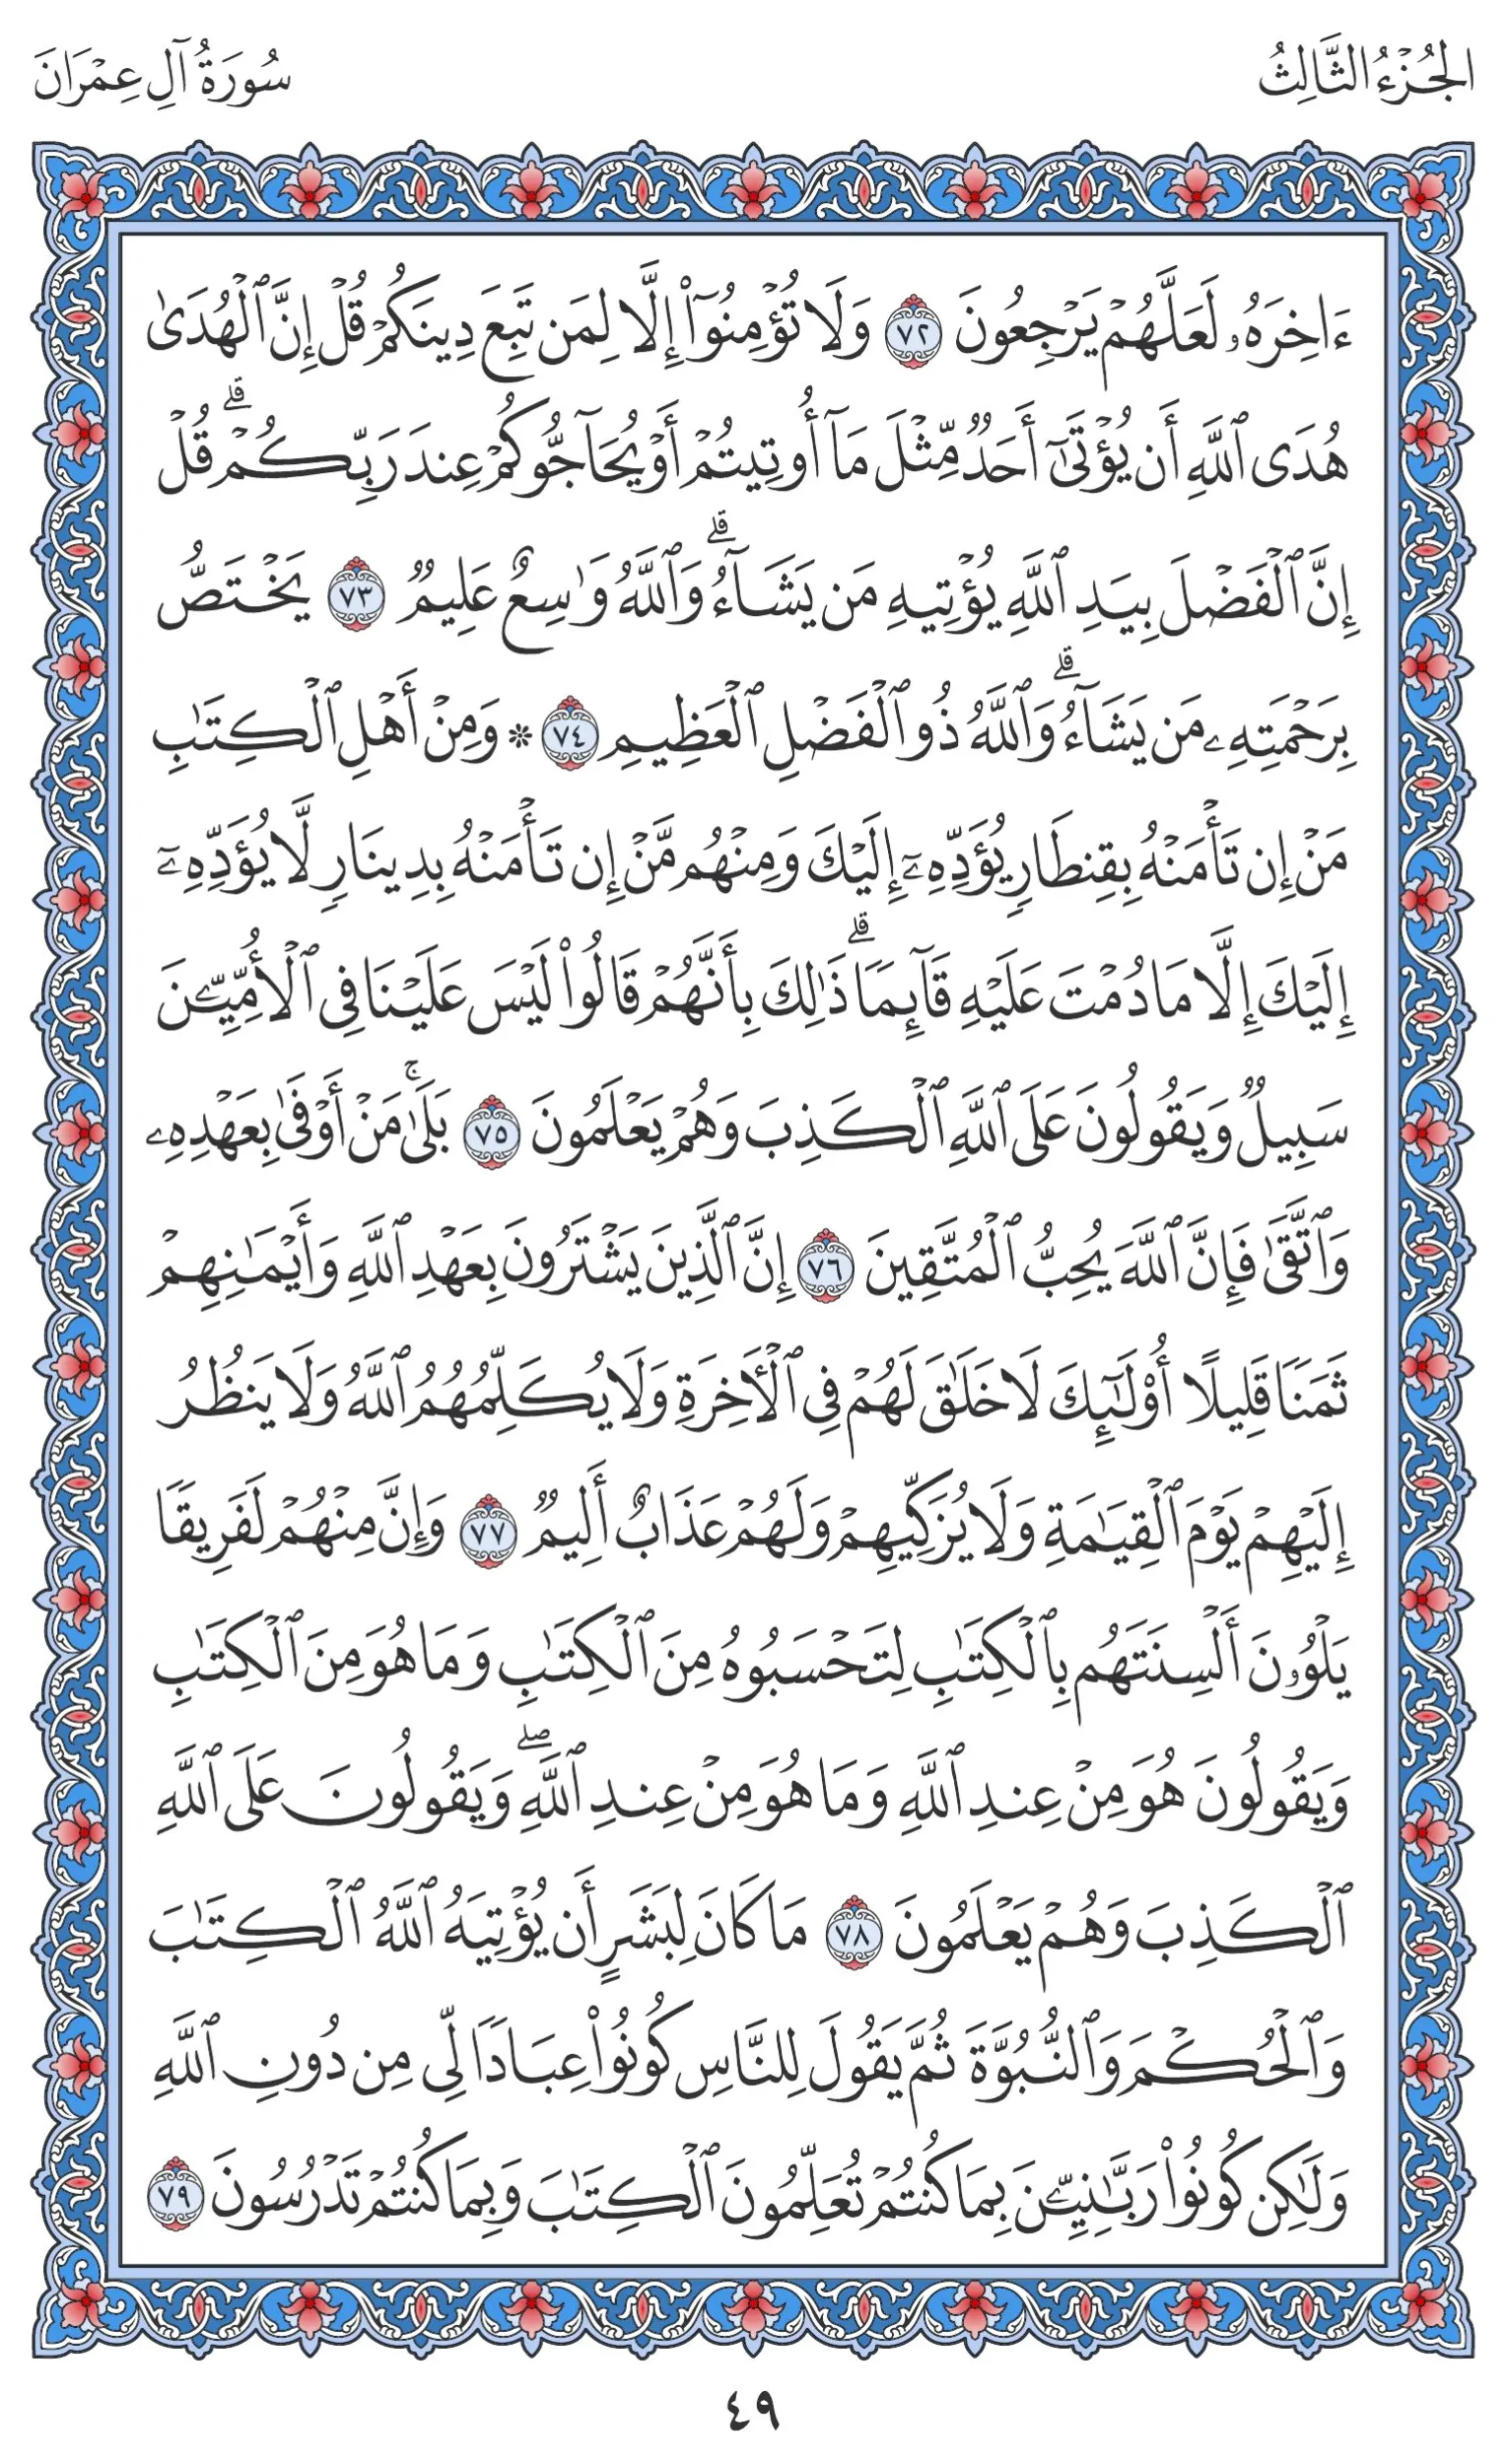 الجُزْءُ الثَّالِثُ
سُورَةُ آلِ عِمْرَانَ
ءَاخِرَهُۥ لَعَلَّهُمْ يَرْجِعُونَ ٧٢ وَلَا تُؤْمِنُوٓا۟ إِلَّا لِمَن تَبِعَ دِينَكُمْ قُلْ إِنَّ ٱلْهُدَىٰ
هُدَى ٱللَّهِ أَن يُؤْتَىٰٓ أَحَدٌ مِّثْلَ مَآ أُوتِيتُمْ أَوْ يُحَآجُّوكُمْ عِندَ رَبِّكُمْ ۗ قُلْ
إِنَّ ٱلْفَضْلَ بِيَدِ ٱللَّهِ يُؤْتِيهِ مَن يَشَآءُ ۗ وَٱللَّهُ وَٰسِعٌ عَلِيمٌ ٧٣ يَخْتَصُّ
بِرَحْمَتِهِۦ مَن يَشَآءُ ۗ وَٱللَّهُ ذُو ٱلْفَضْلِ ٱلْعَظِيمِ ٧٤ * وَمِنْ أَهْلِ ٱلْكِتَٰبِ
مَنْ إِن تَأْمَنْهُ بِقِنطَارٍ يُؤَدِّهِۦٓ إِلَيْكَ وَمِنْهُم مَّنْ إِن تَأْمَنْهُ بِدِينَارٍ لَّا يُؤَدِّهِۦٓ
إِلَيْكَ إِلَّا مَا دُمْتَ عَلَيْهِ قَآئِمًا ۗ ذَٰلِكَ بِأَنَّهُمْ قَالُوا۟ لَيْسَ عَلَيْنَا فِى ٱلْأُمِّيِّـۧنَ
سَبِيلٌ وَيَقُولُونَ عَلَى ٱللَّهِ ٱلْكَذِبَ وَهُمْ يَعْلَمُونَ ٧٥ بَلَىٰ ۚ مَنْ أَوْفَىٰ بِعَهْدِهِۦ
وَٱتَّقَىٰ فَإِنَّ ٱللَّهَ يُحِبُّ ٱلْمُتَّقِينَ ٧٦ إِنَّ ٱلَّذِينَ يَشْتَرُونَ بِعَهْدِ ٱللَّهِ وَأَيْمَٰنِهِمْ
ثَمَنًا قَلِيلًا أُو۟لَٰٓئِكَ لَا خَلَٰقَ لَهُمْ فِى ٱلْـَٔاخِرَةِ وَلَا يُكَلِّمُهُمُ ٱللَّهُ وَلَا يَنظُرُ
إِلَيْهِمْ يَوْمَ ٱلْقِيَٰمَةِ وَلَا يُزَكِّيهِمْ وَلَهُمْ عَذَابٌ أَلِيمٌ ٧٧ وَإِنَّ مِنْهُمْ لَفَرِيقًا
يَلْوُۥنَ أَلْسِنَتَهُم بِٱلْكِتَٰبِ لِتَحْسَبُوهُ مِنَ ٱلْكِتَٰبِ وَمَا هُوَ مِنَ ٱلْكِتَٰبِ
وَيَقُولُونَ هُوَ مِنْ عِندِ ٱللَّهِ وَمَا هُوَ مِنْ عِندِ ٱللَّهِ ۖ وَيَقُولُونَ عَلَى ٱللَّهِ
ٱلْكَذِبَ وَهُمْ يَعْلَمُونَ ٧٨ مَا كَانَ لِبَشَرٍ أَن يُؤْتِيَهُ ٱللَّهُ ٱلْكِتَٰبَ
وَٱلْحُكْمَ وَٱلنُّبُوَّةَ ثُمَّ يَقُولَ لِلنَّاسِ كُونُوا۟ عِبَادًا لِّى مِن دُونِ ٱللَّهِ
وَلَٰكِن كُونُوا۟ رَبَّٰنِيِّـۧنَ بِمَا كُنتُمْ تُعَلِّمُونَ ٱلْكِتَٰبَ وَبِمَا كُنتُمْ تَدْرُسُونَ ٧٩
٤٩